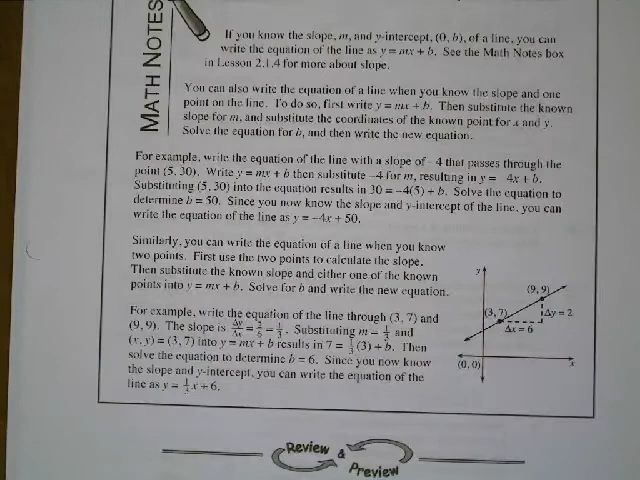 MATH NOTES
If you know the slope, m, and y-intercept, (0, b), of a line, you can
write the equation of the line as y = mx + b. See the Math Notes box
in Lesson 2.1.4 for more about slope.
You can also write the equation of a line when you know the slope and one
point on the line. To do so, first write y = mx + b. Then substitute the known
slope for m, and substitute the coordinates of the known point for x and y.
Solve the equation for b, and then write the new equation.
For example, write the equation of the line with a slope of −4 that passes through the
point (5, 30). Write y = mx + b then substitute −4 for m, resulting in y = −4x + b.
Substituting (5, 30) into the equation results in 30 = −4(5) + b. Solve the equation to
determine b = 50. Since you now know the slope and y-intercept of the line, you can
write the equation of the line as y = −4x + 50.
Similarly, you can write the equation of a line when you know
two points. First use the two points to calculate the slope.
Then substitute the known slope and either one of the known
points into y = mx + b. Solve for b and write the new equation.
For example, write the equation of the line through (3, 7) and
(9, 9). The slope is Δy/Δx = 2/6 = 1/3. Substituting m = 1/3 and
(x, y) = (3, 7) into y = mx + b results in 7 = 1/3 (3) + b. Then
solve the equation to determine b = 6. Since you now know
the slope and y-intercept, you can write the equation of the
line as y = 1/3 x + 6.
y
(9, 9)
(3, 7)
Δy = 2
Δx = 6
(0, 0)
x
Review & Preview